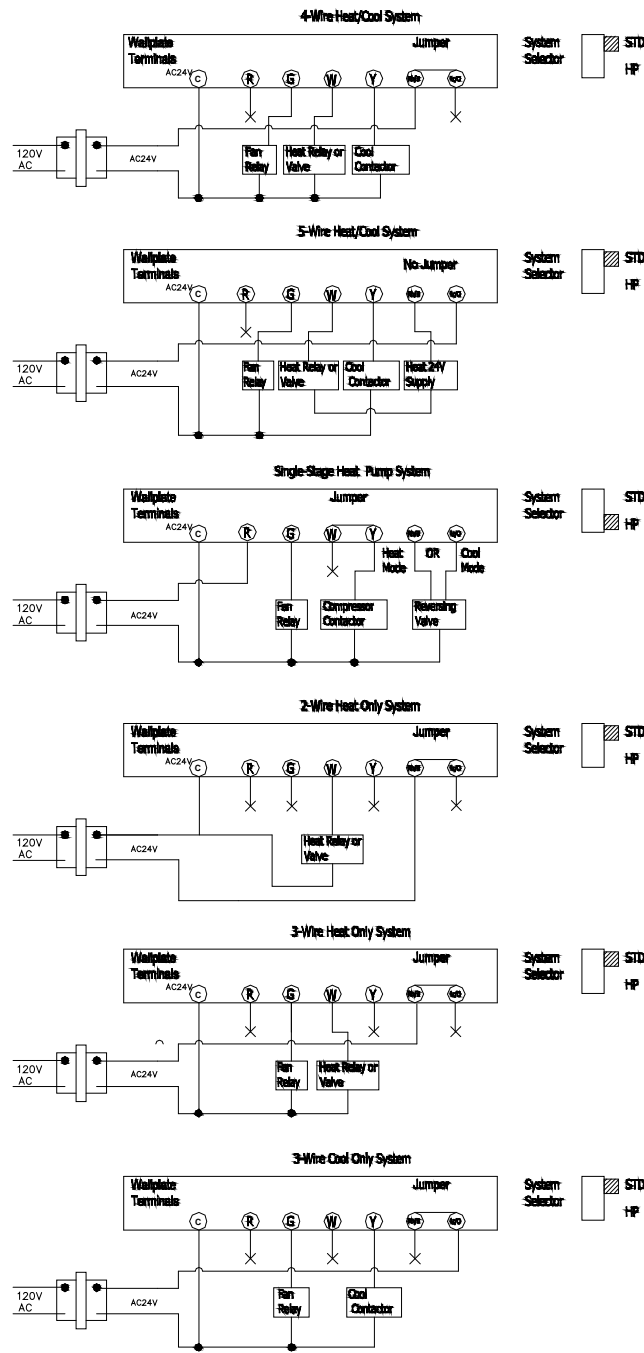 4-Wire Heat/Cool System
Wallplate Jumper System STD
Terminals Selector HP
AC24V
C R G W Y
120V
AC
AC24V
Fan Heat Relay or Cool
Relay Valve Contactor
5-Wire Heat/Cool System
Wallplate No Jumper System STD
Terminals Selector HP
AC24V
C R G W Y
120V
AC
AC24V
Fan Heat Relay or Cool Heat 24V
Relay Valve Contactor Supply
Single-Stage Heat Pump System
Wallplate Jumper System STD
Terminals Selector HP
AC24V
C R G W Y
Heat OR Cool
Mode Mode
120V
AC
AC24V
Fan Compressor Reversing
Relay Contactor Valve
2-Wire Heat Only System
Wallplate Jumper System STD
Terminals Selector HP
AC24V
C R G W Y
120V
AC
AC24V
Heat Relay or
Valve
3-Wire Heat Only System
Wallplate Jumper System STD
Terminals Selector HP
AC24V
C R G W Y
120V
AC
AC24V
Fan Heat Relay or
Relay Valve
3-Wire Cool Only System
Wallplate Jumper System STD
Terminals Selector HP
AC24V
C R G W Y
120V
AC
AC24V
Fan Cool
Relay Contactor